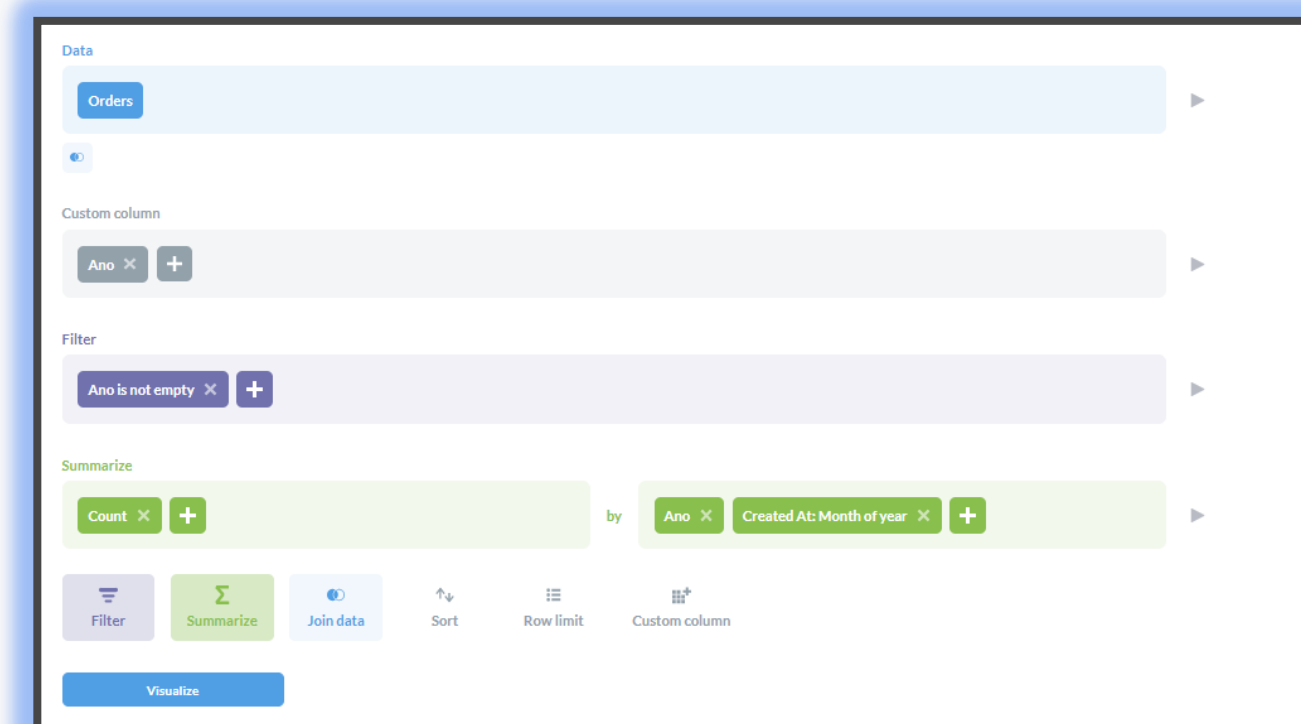 Data
Orders
Custom column
Ano
Filter
Ano is not empty
Summarize
Count by Ano Created At: Month of year
Filter Summarize Join data Sort Row limit Custom column
Visualize